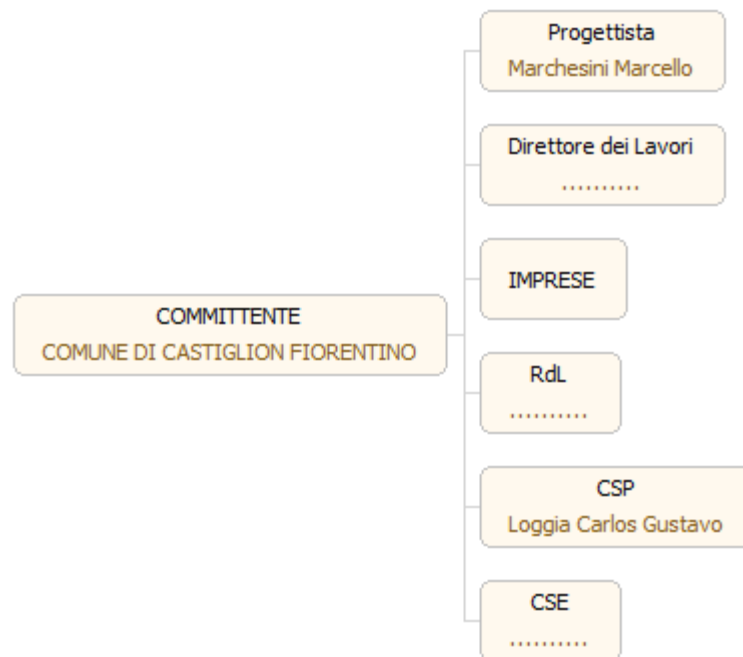 Progettista
Marchesini Marcello
Direttore dei Lavori
..........
IMPRESE
COMMITTENTE
COMUNE DI CASTIGLION FIORENTINO
RdL
..........
CSP
Loggia Carlos Gustavo
CSE
..........